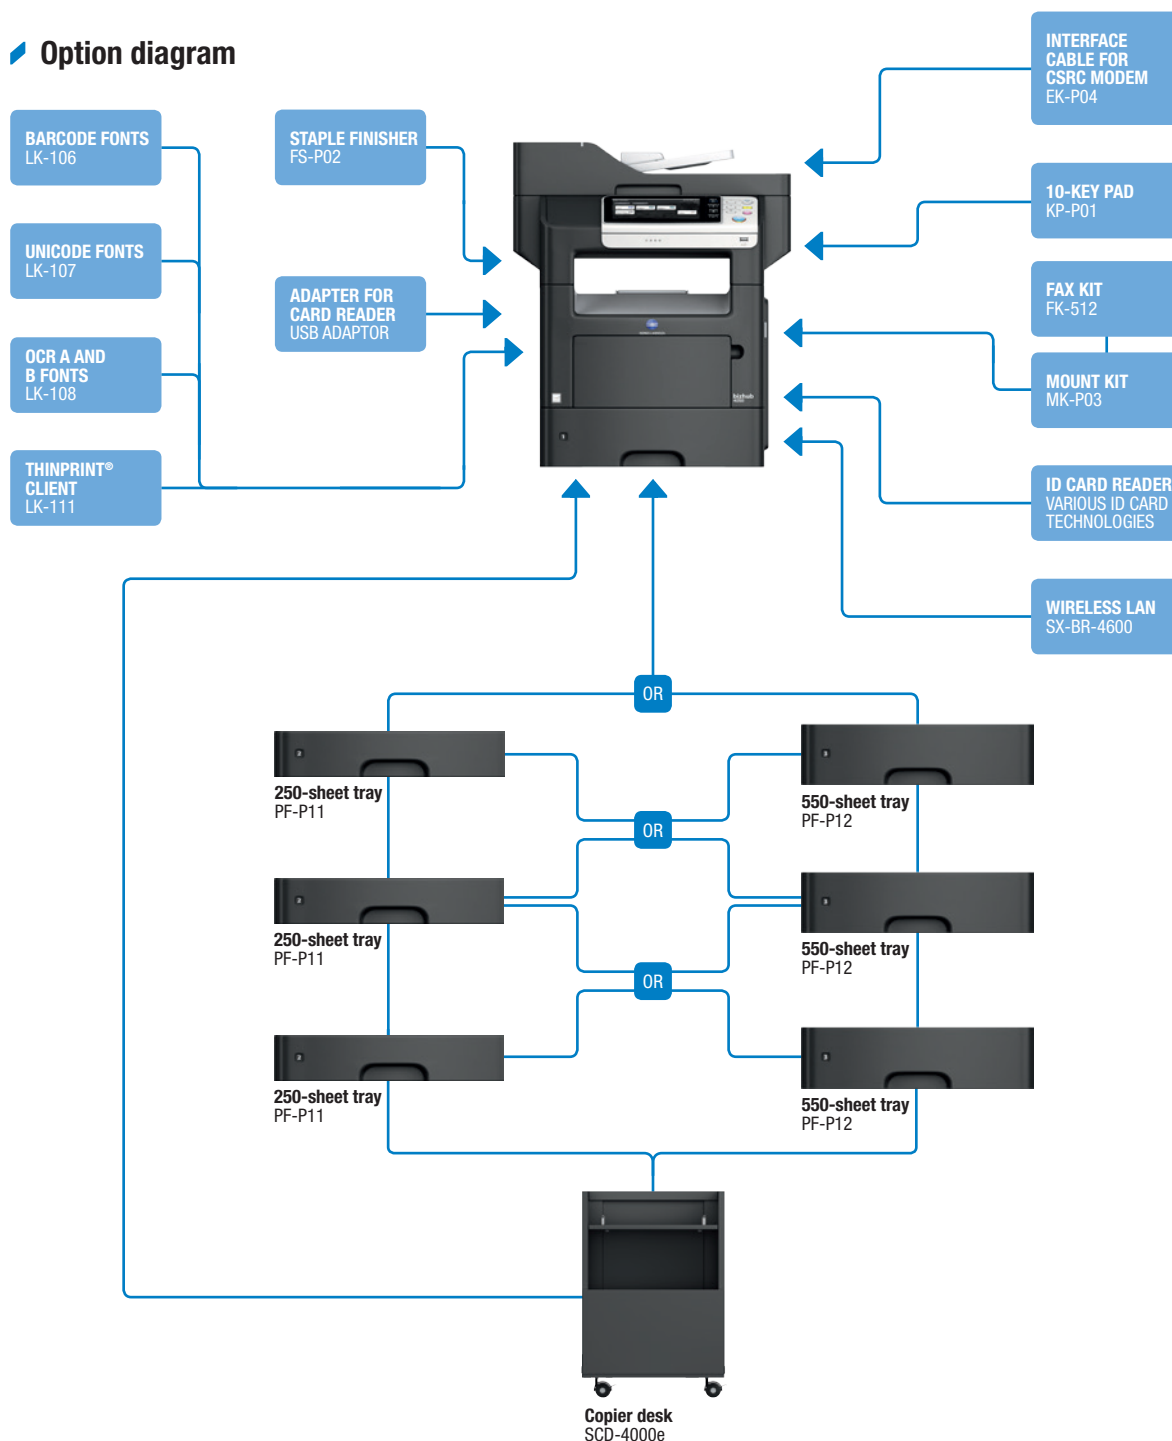 Option diagram
INTERFACE
CABLE FOR
CSRC MODEM
EK-P04
BARCODE FONTS
LK-106
STAPLE FINISHER
FS-P02
10-KEY PAD
KP-P01
UNICODE FONTS
LK-107
ADAPTER FOR
CARD READER
USB ADAPTOR
FAX KIT
FK-512
OCR A AND
B FONTS
LK-108
MOUNT KIT
MK-P03
bizhub
THINPRINT®
CLIENT
LK-111
ID CARD READER
VARIOUS ID CARD
TECHNOLOGIES
WIRELESS LAN
SX-BR-4600
OR
250-sheet tray
PF-P11
550-sheet tray
PF-P12
OR
250-sheet tray
PF-P11
550-sheet tray
PF-P12
OR
250-sheet tray
PF-P11
550-sheet tray
PF-P12
Copier desk
SCD-4000e